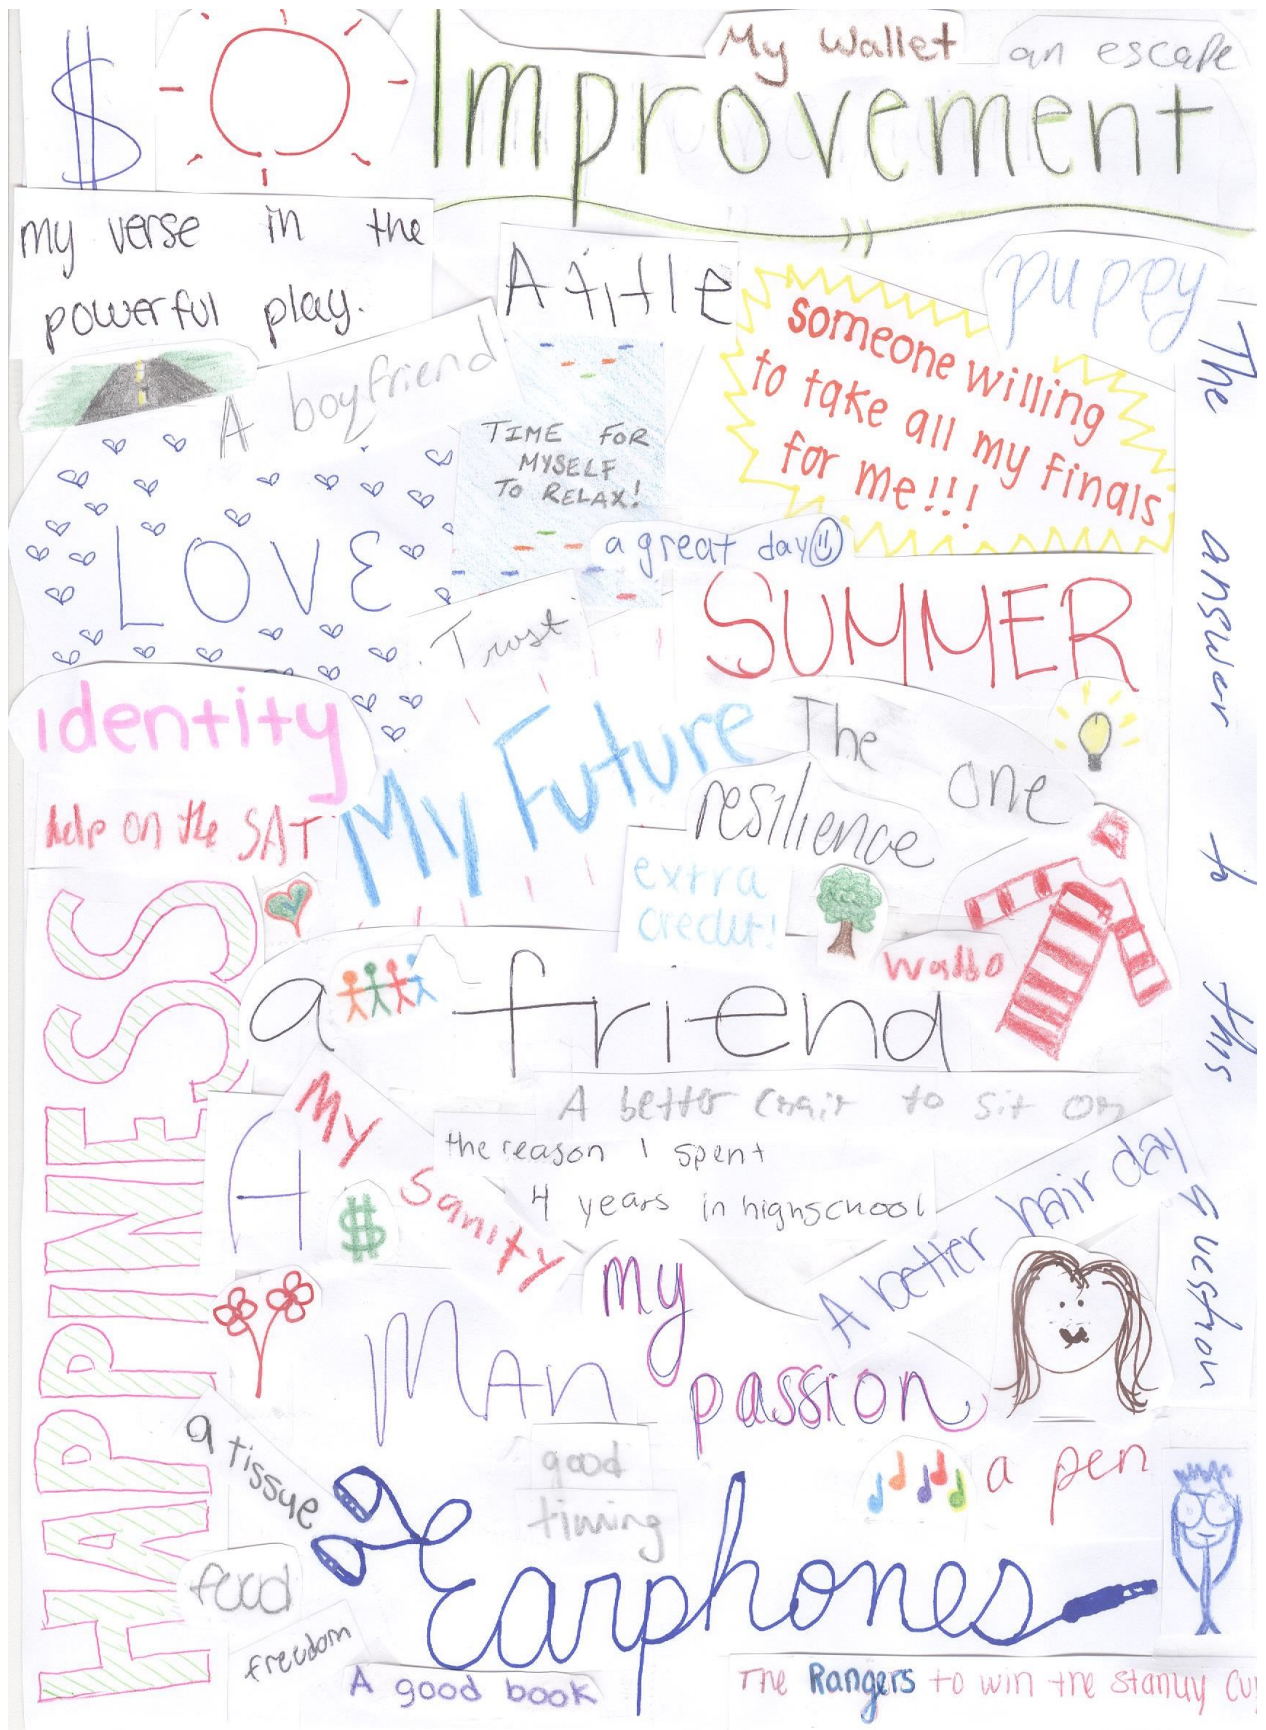 $
My Wallet
an escape
Improvement
my verse in the
powerful play.
A title
puppy
someone willing
to take all my finals
for me!!!
A boyfriend
TIME FOR
MYSELF
TO RELAX!
LOVE
a great day
Trust
SUMMER
The answer to this question
identity
My Future
The one
resilience
help on the SAT
extra
credit!
waldo
HAPPINESS
a friend
A better chair to sit on
My Sanity
the reason I spent
4 years in highschool
A better hair day
$
A
MAN
my
passion
a tissue
good
timing
a pen
Earphones
food
freedom
A good book
The Rangers to win the Stanley Cu